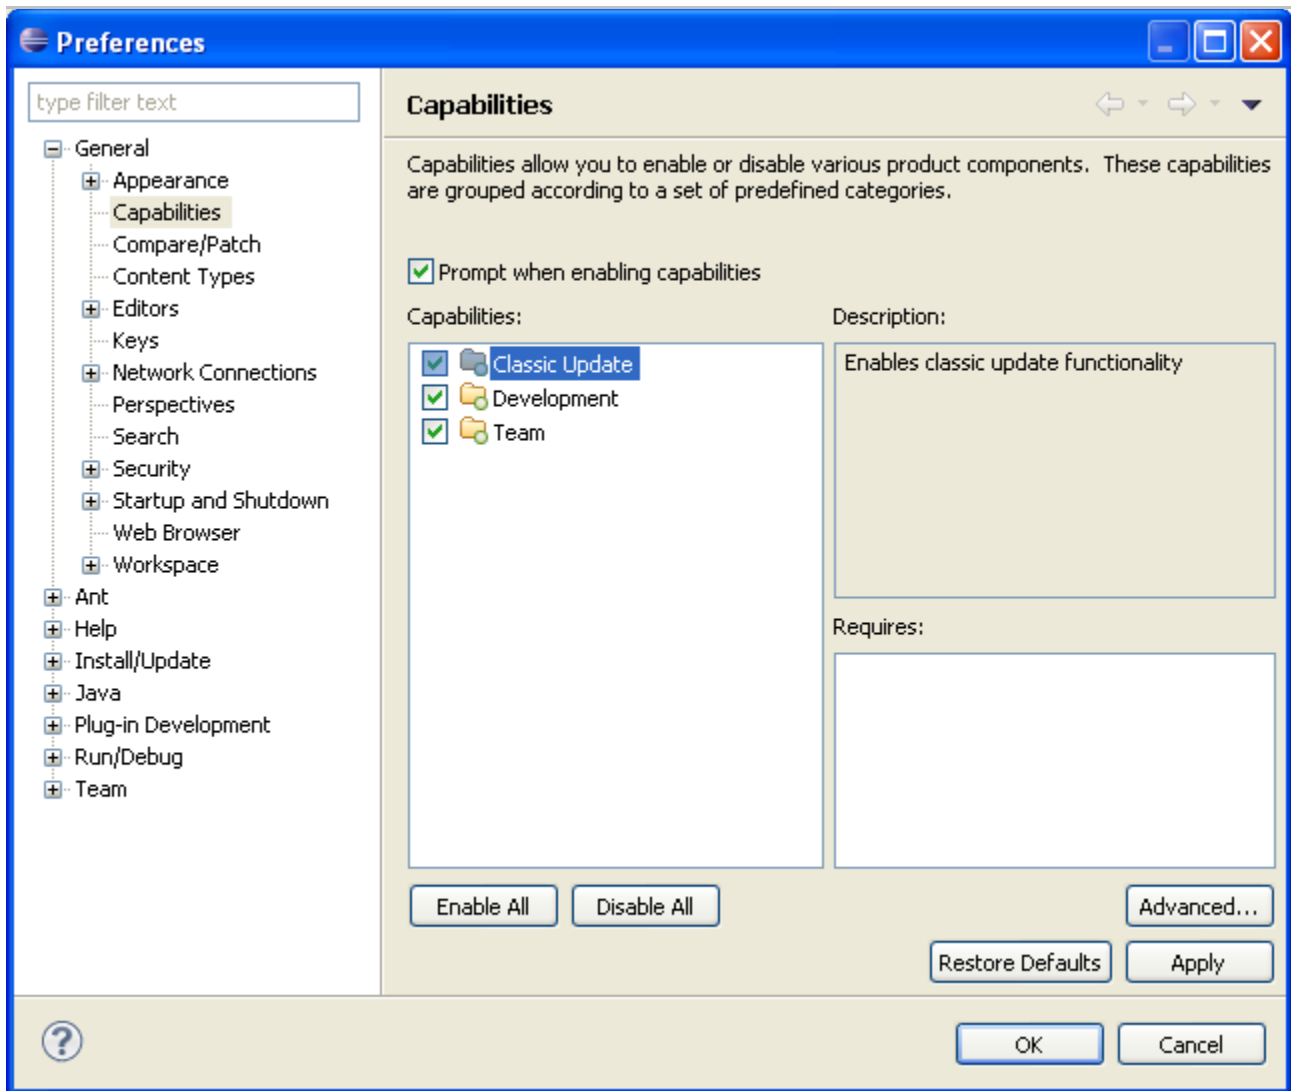 Preferences
type filter text
General
Appearance
Capabilities
Compare/Patch
Content Types
Editors
Keys
Network Connections
Perspectives
Search
Security
Startup and Shutdown
Web Browser
Workspace
Ant
Help
Install/Update
Java
Plug-in Development
Run/Debug
Team
Capabilities
Capabilities allow you to enable or disable various product components.  These capabilities
are grouped according to a set of predefined categories.
Prompt when enabling capabilities
Capabilities:
Classic Update
Development
Team
Description:
Enables classic update functionality
Requires:
Enable All
Disable All
Advanced...
Restore Defaults
Apply
?
OK
Cancel